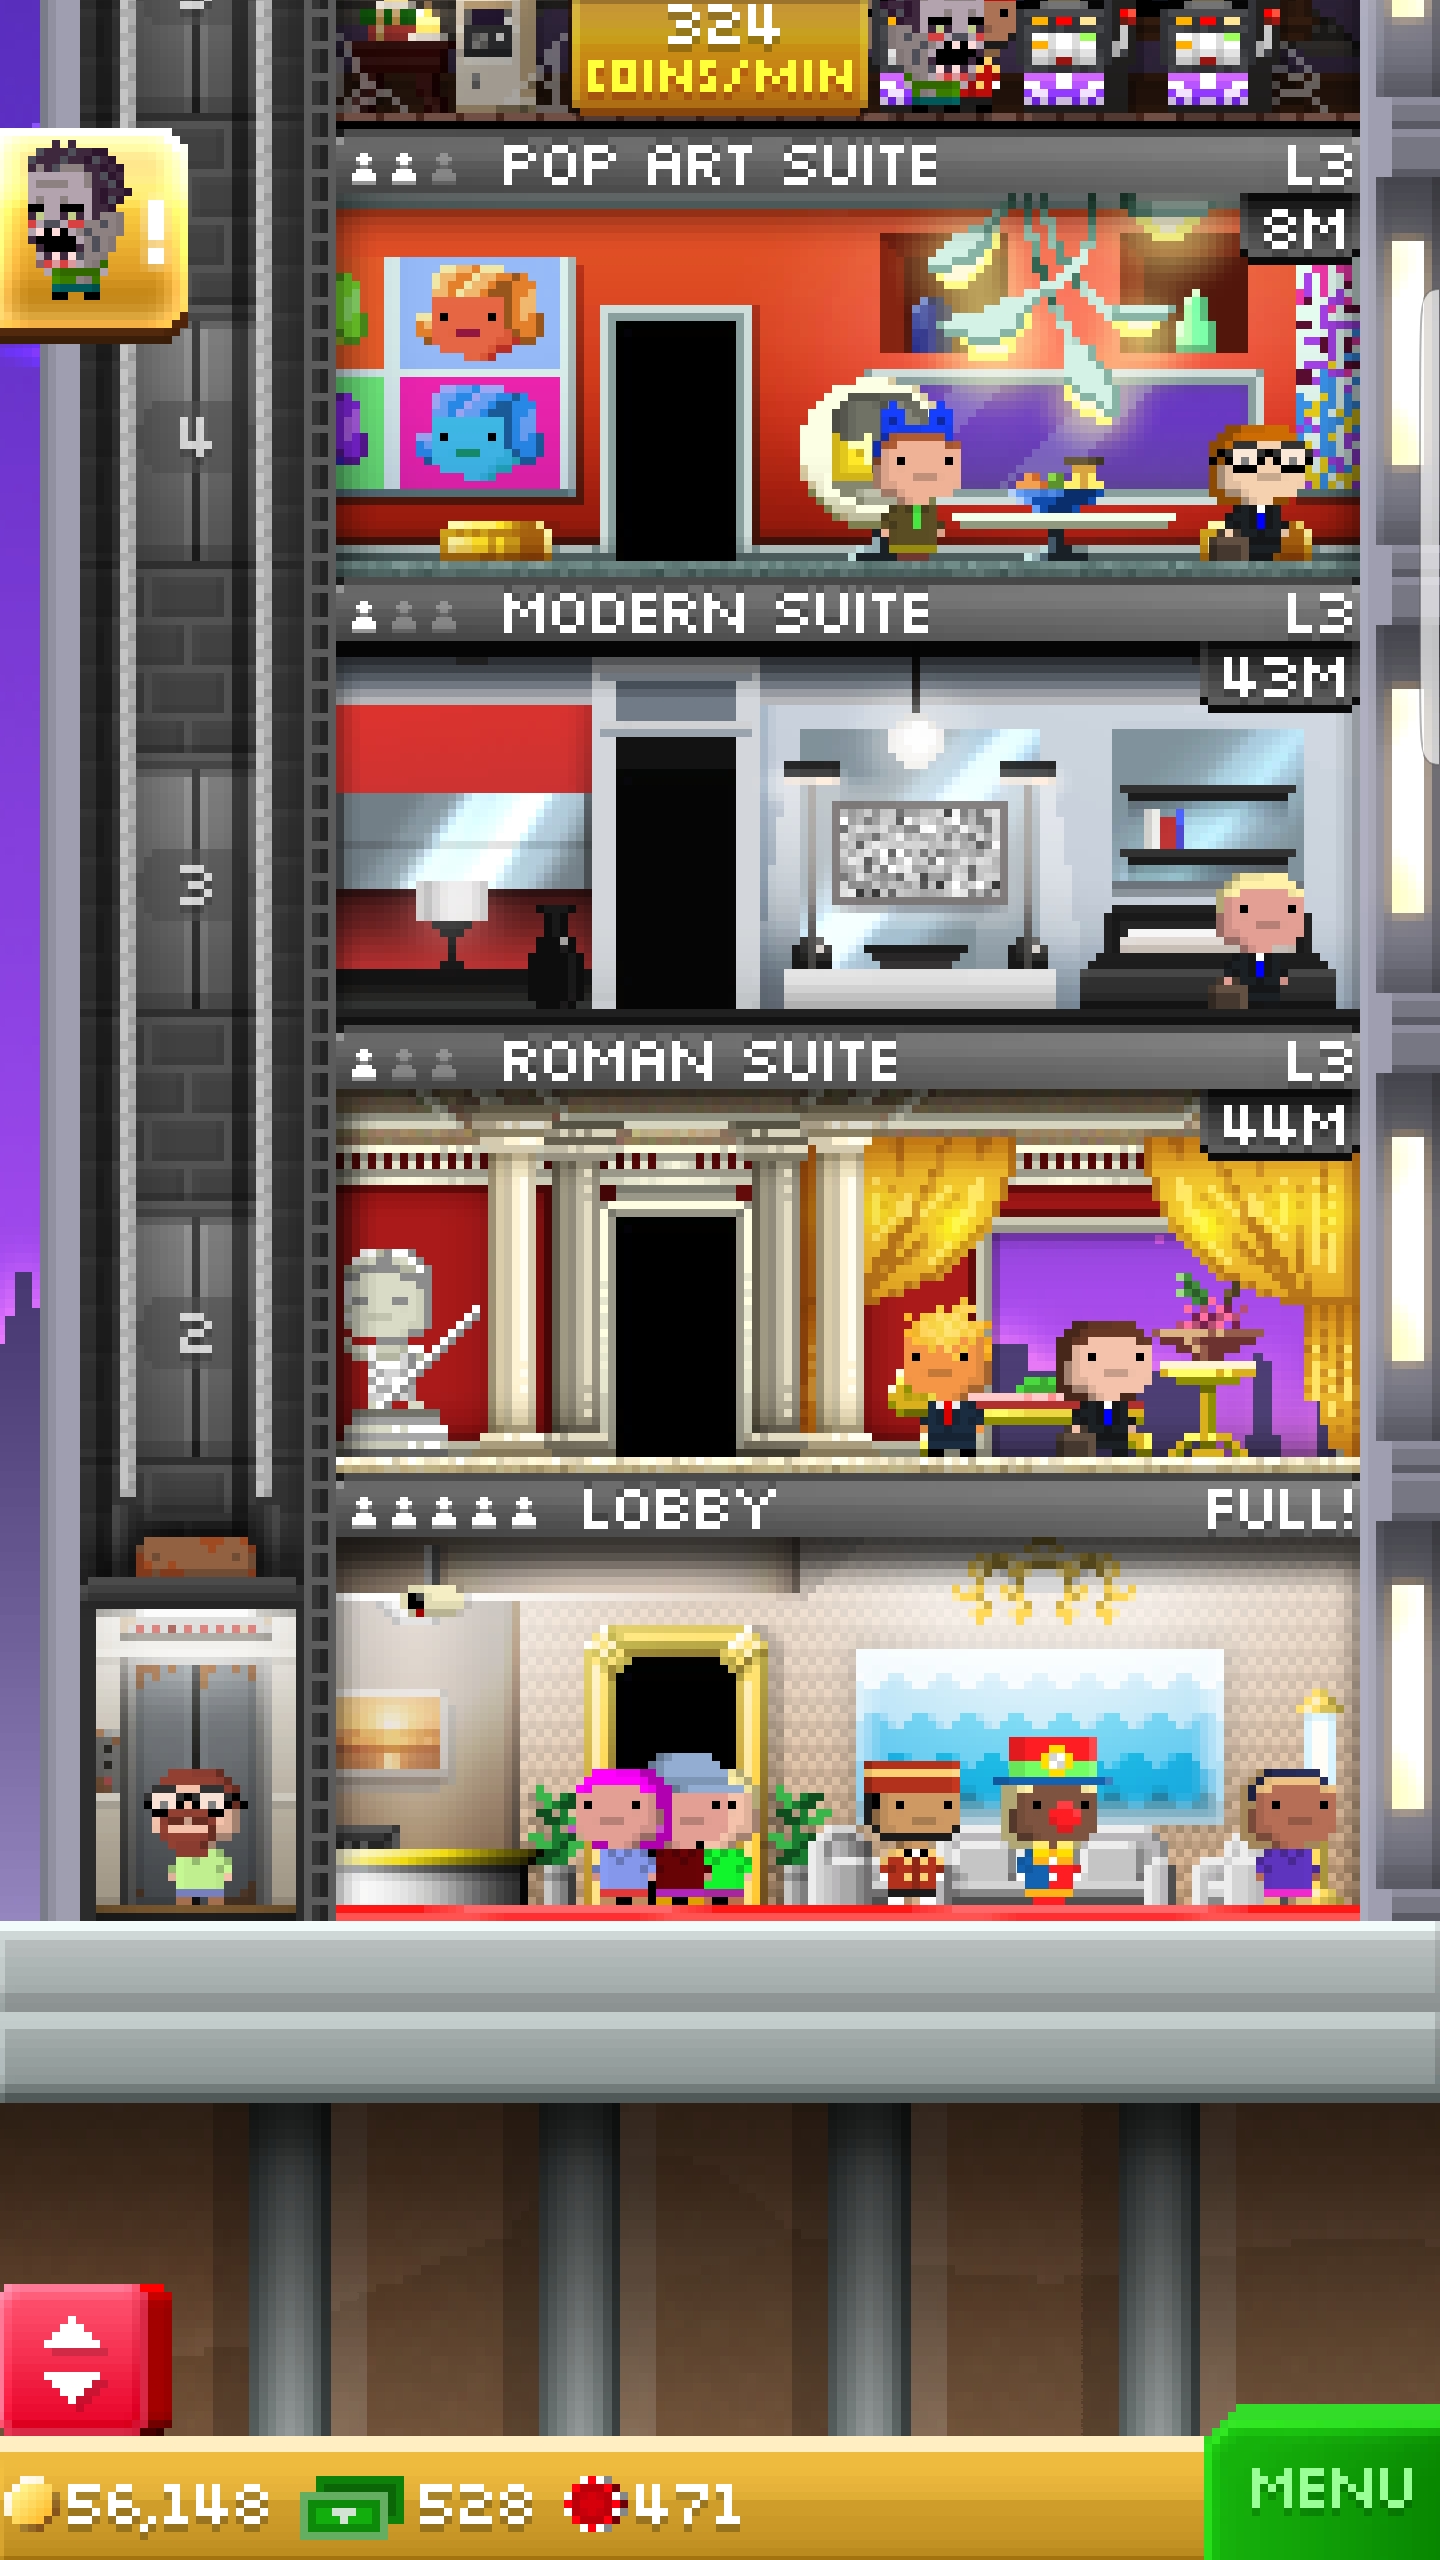 324
COINS/MIN
!
POP ART SUITE L3
8M
4
MODERN SUITE L3
43M
3
ROMAN SUITE L3
44M
2
LOBBY FULL!
56,148 528 471
MENU